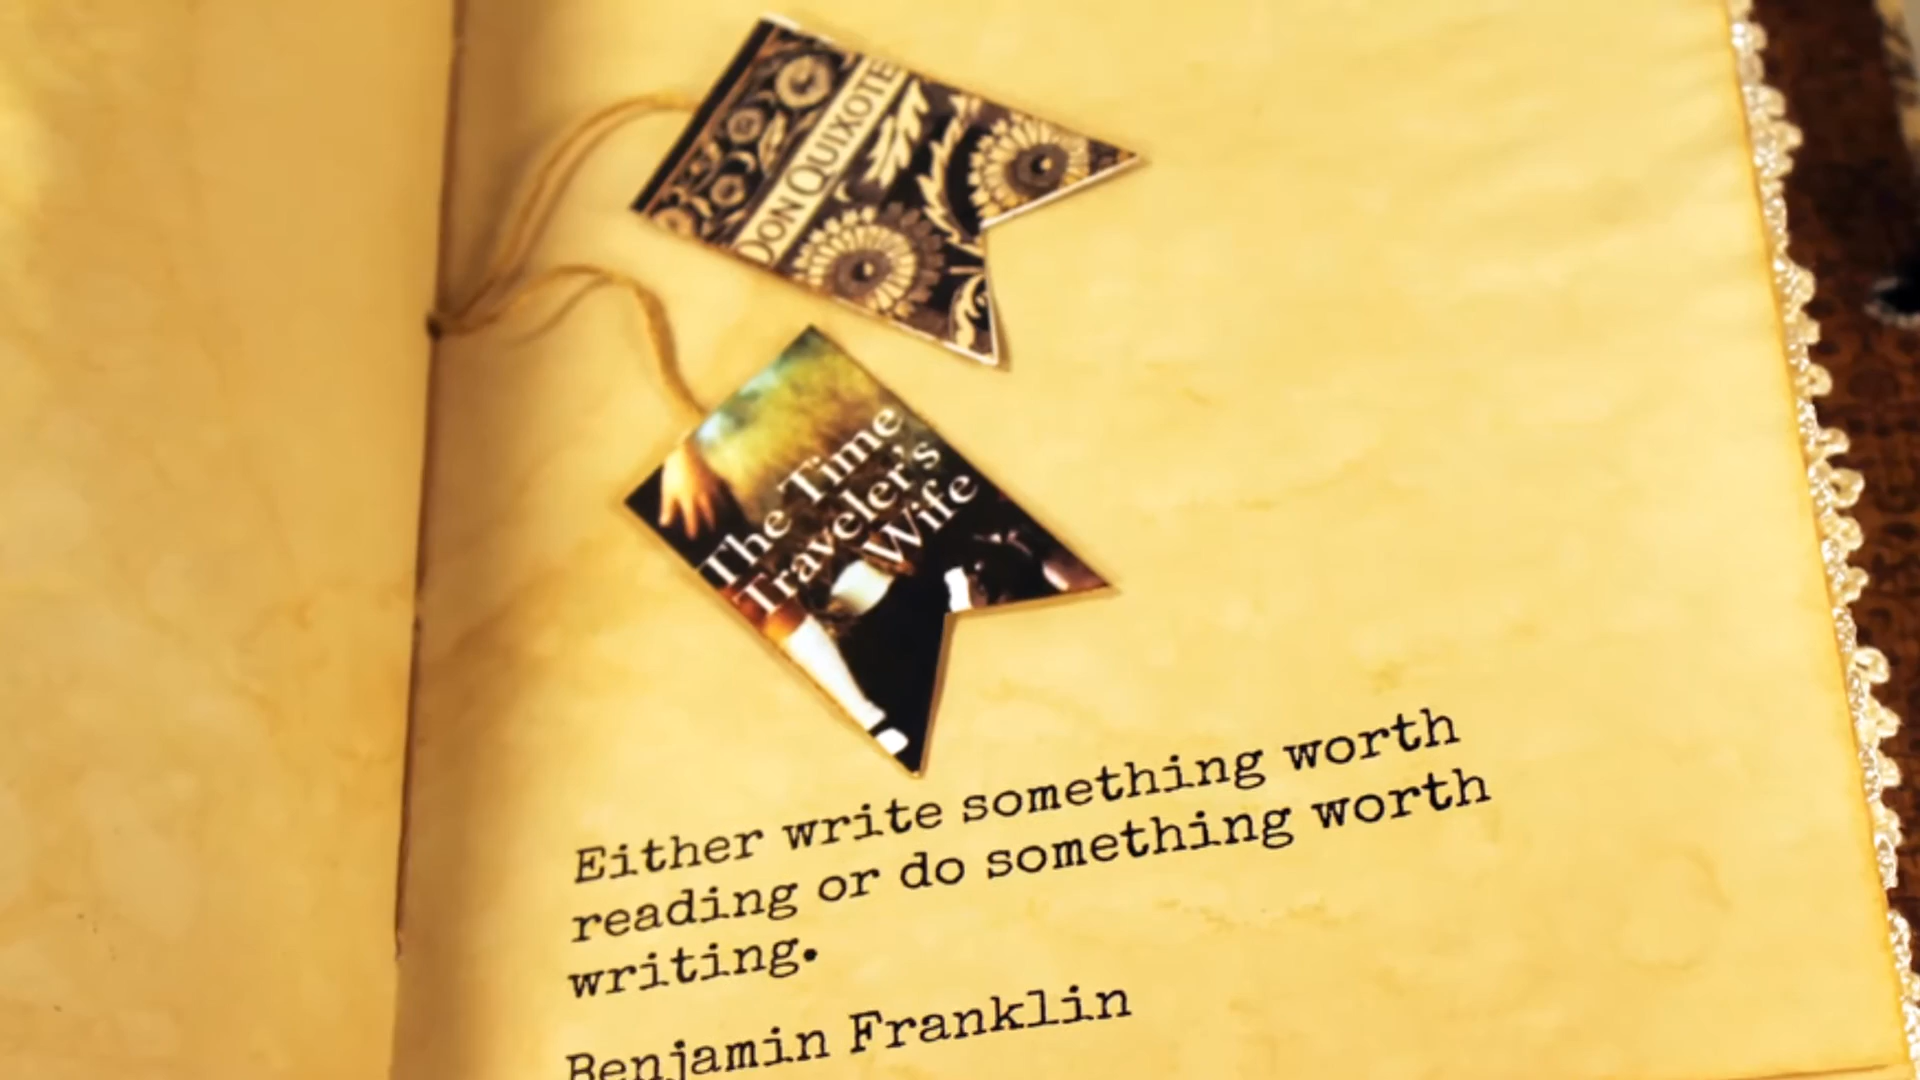 DON QUIXOTE
The Time
Traveler's
Wife
Either write something worth
reading or do something worth
writing.
Benjamin Franklin